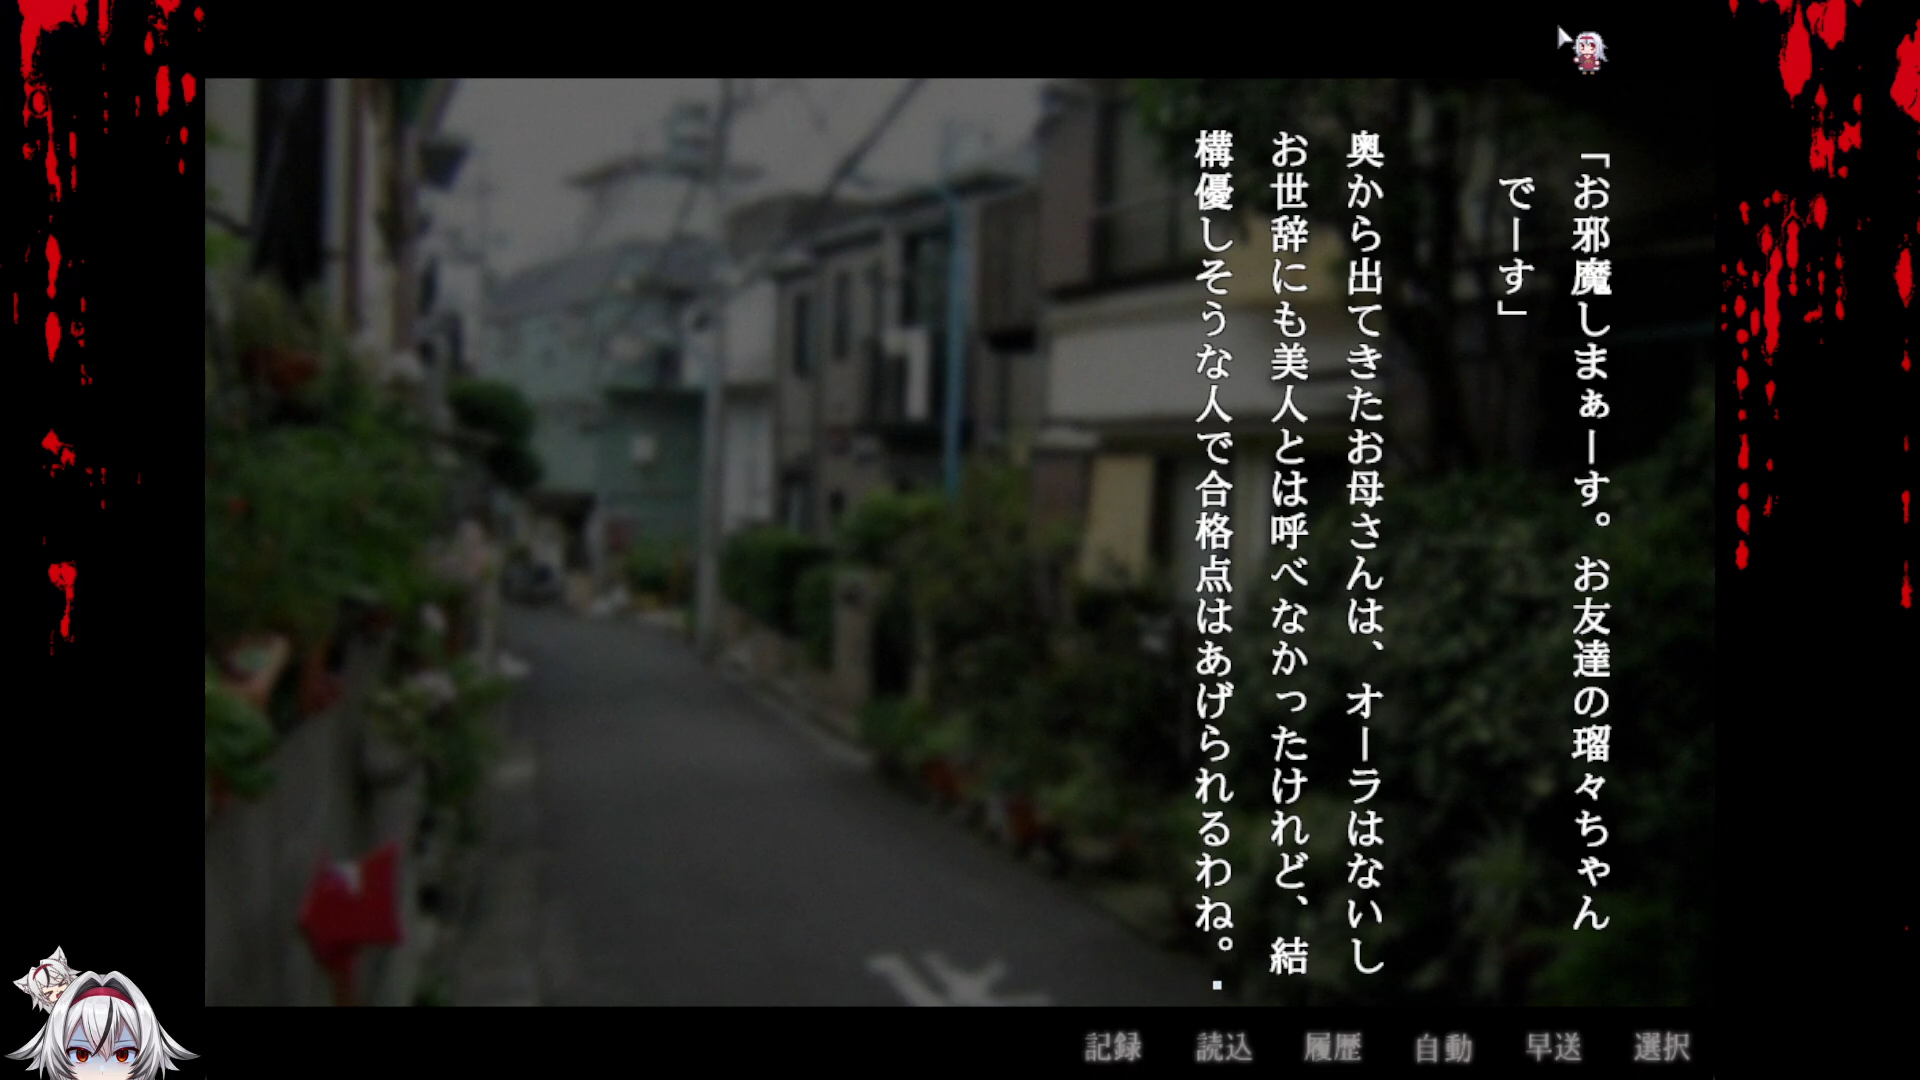 「お邪魔しまぁーす。お友達の瑠々ちゃん
でーす」
奥から出てきたお母さんは、オーラはないし
お世辞にも美人とは呼べなかったけれど、結
構優しそうな人で合格点はあげられるわね。
記録 読込 履歴 自動 早送 選択